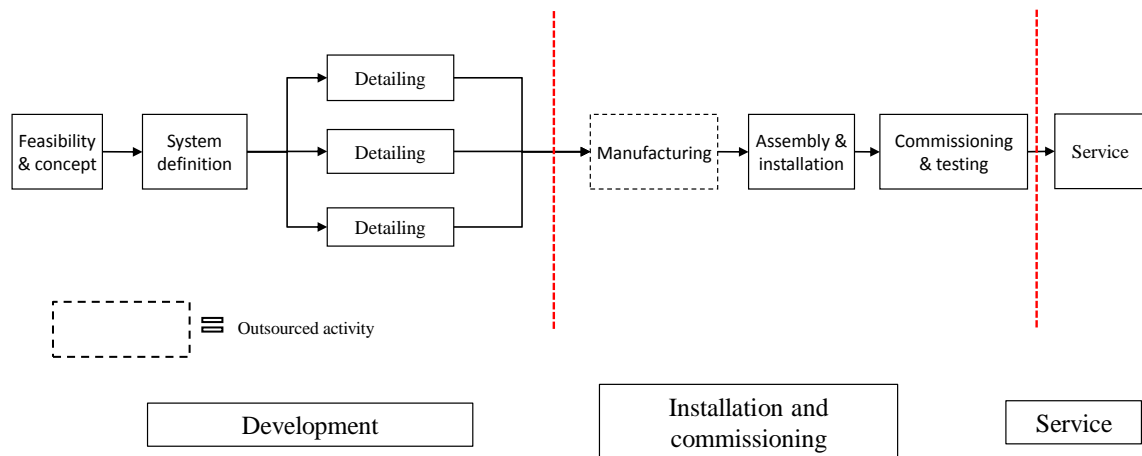 Feasibility
& concept
System
definition
Detailing
Detailing
Detailing
Manufacturing
Assembly &
installation
Commissioning
& testing
Service
= Outsourced activity
Development
Installation and
commissioning
Service